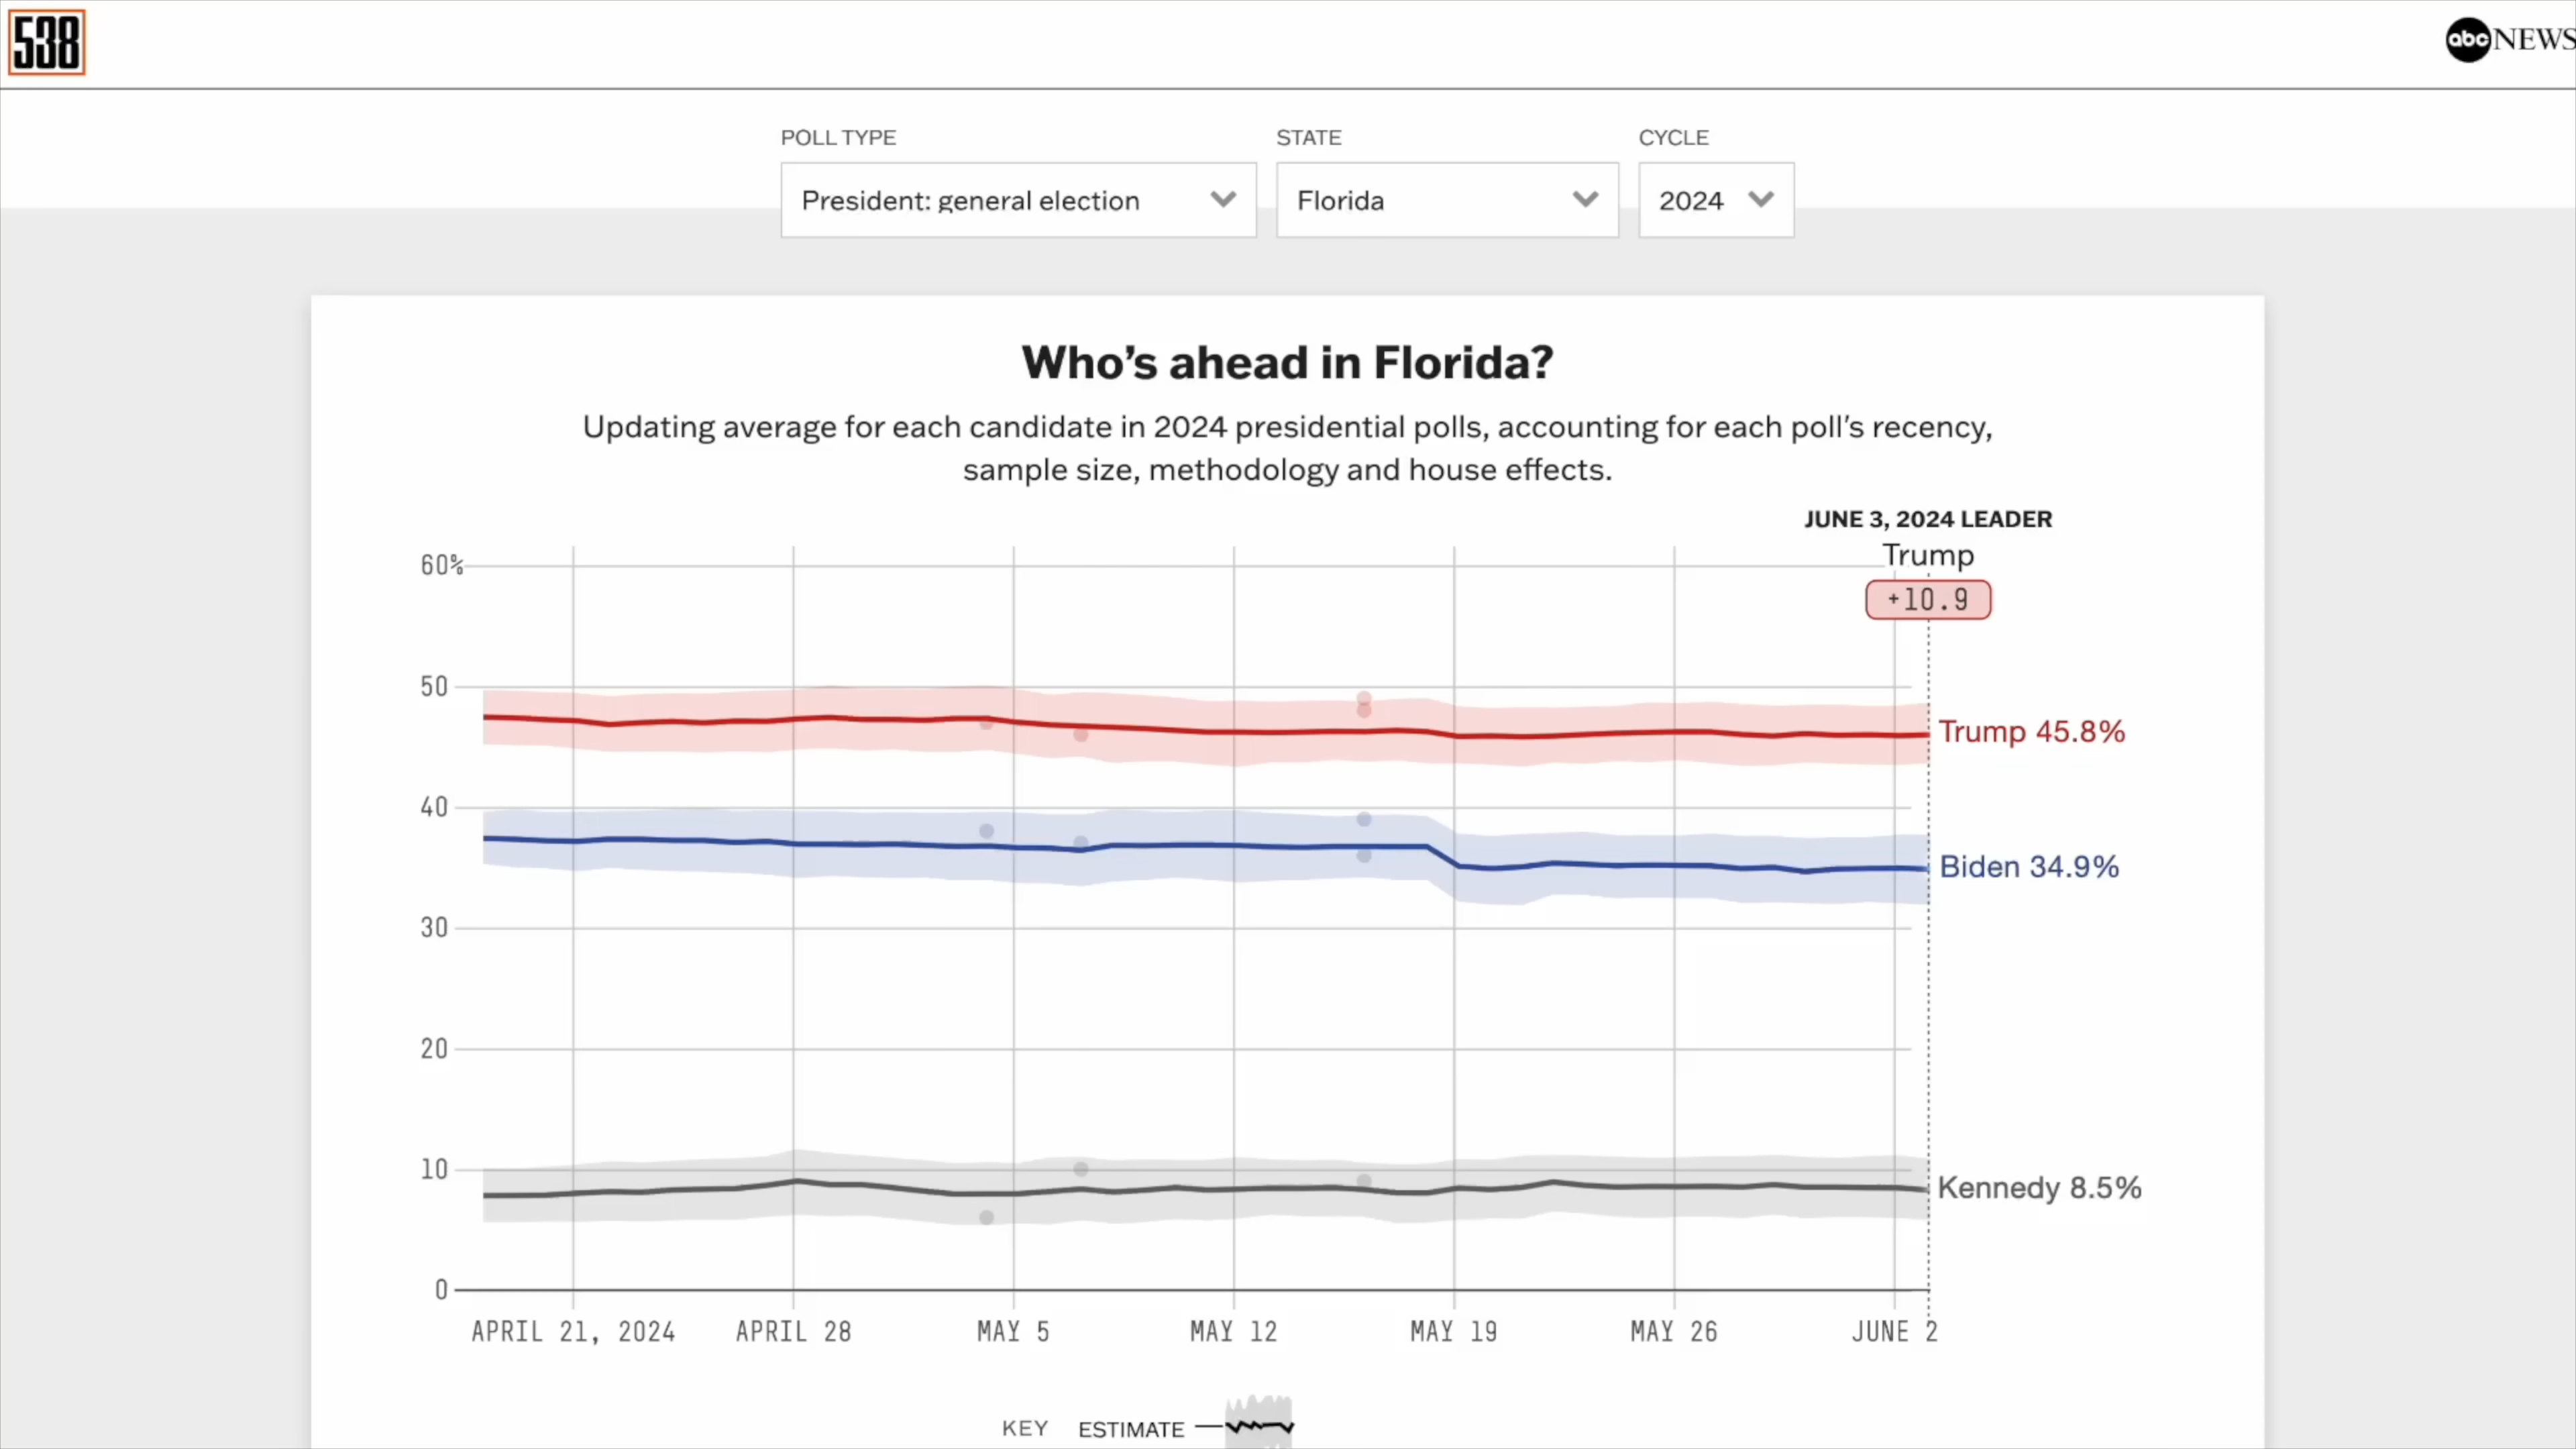 538
abc NEWS
POLL TYPE
STATE
CYCLE
President: general election
Florida
2024
Who’s ahead in Florida?
Updating average for each candidate in 2024 presidential polls, accounting for each poll’s recency,
sample size, methodology and house effects.
JUNE 3, 2024 LEADER
Trump
+10.9
60%
50
40
30
20
10
0
Trump 45.8%
Biden 34.9%
Kennedy 8.5%
APRIL 21, 2024
APRIL 28
MAY 5
MAY 12
MAY 19
MAY 26
JUNE 2
KEY
ESTIMATE